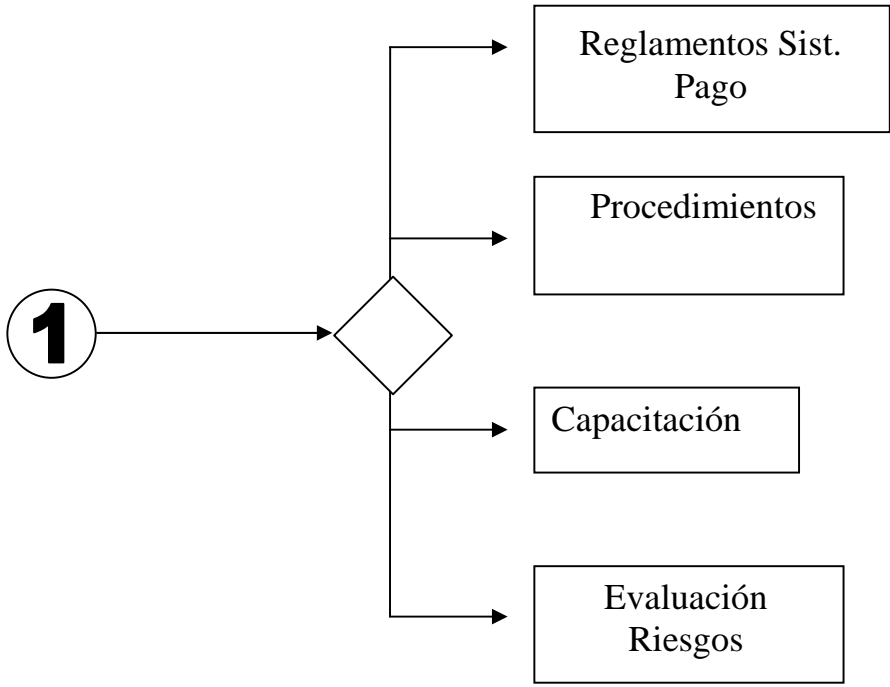 Reglamentos Sist.
Pago
Procedimientos
1
Capacitación
Evaluación
Riesgos